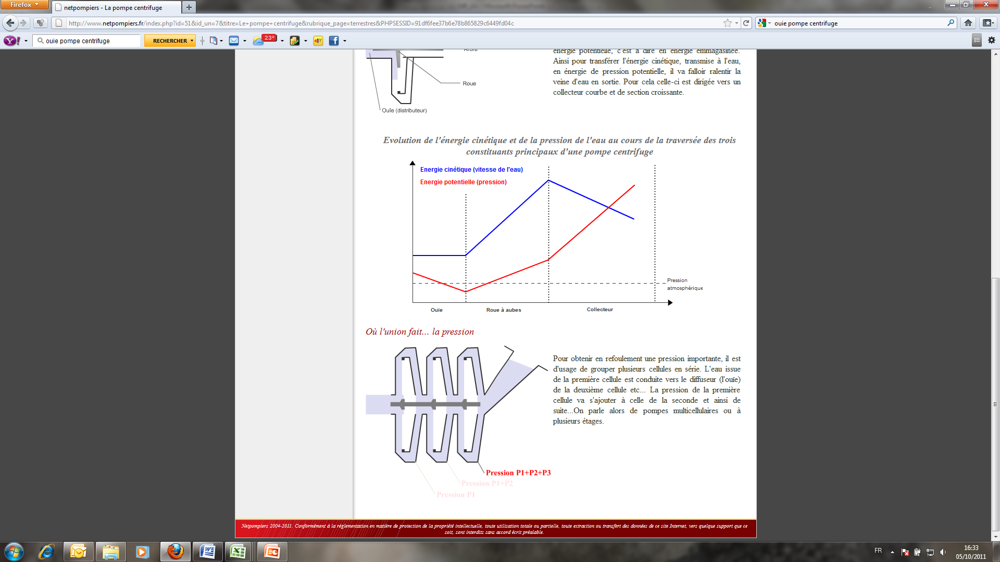 Firefox
netpompiers - La pompe centrifuge
http://www.netpompiers.fr/index.php?id=51&id_un=7&titre=Le+pompe+centrifuge&rubrique_page=terrestres&PHPSESSID=91df6fee37b6e78b865829c6449fd04c
ouie pompe centrifuge
Y!
ouie pompe centrifuge
RECHERCHER
23°
Arbre
Roue
Ouïe (distributeur)
énergie potentielle, c'est à dire en énergie emmagasinée.
Ainsi pour transférer l'énergie cinétique, transmise à l'eau,
en énergie de pression potentielle, il va falloir ralentir la
veine d'eau en sortie. Pour cela celle-ci est dirigée vers un
collecteur courbe et de section croissante.
Evolution de l'énergie cinétique et de la pression de l'eau au cours de la traversée des trois
constituants principaux d'une pompe centrifuge
Energie cinétique (vitesse de l'eau)
Energie potentielle (pression)
Pression
atmosphérique
Ouïe
Roue à aubes
Collecteur
Où l'union fait... la pression
Pour obtenir en refoulement une pression importante, il est
d'usage de grouper plusieurs cellules en série. L'eau issue
de la première cellule est conduite vers le diffuseur (l'ouïe)
de la deuxième cellule etc... La pression de la première
cellule va s'ajouter à celle de la seconde et ainsi de
suite...On parle alors de pompes multicellulaires ou à
plusieurs étages.
Pression P1+P2+P3
Pression P1+P2
Pression P1
Netpompiers 2004-2011. Conformément à la réglementation en matière de protection de la propriété intellectuelle, toute utilisation totale ou partielle, toute extraction ou transfert des données de ce site Internet, vers quelque support que ce
soit, sont interdits sans accord écrit préalable.
FR
16:33
05/10/2011